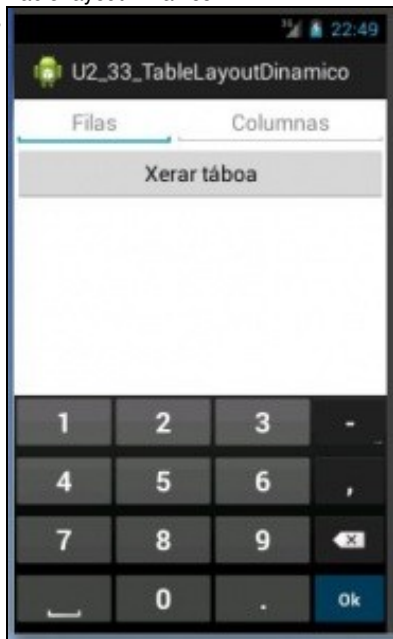 22:49
U2_33_TableLayoutDinamico
Filas Columnas
Xerar táboa
1 2 3 -
4 5 6 ,
7 8 9
0 .
Ok